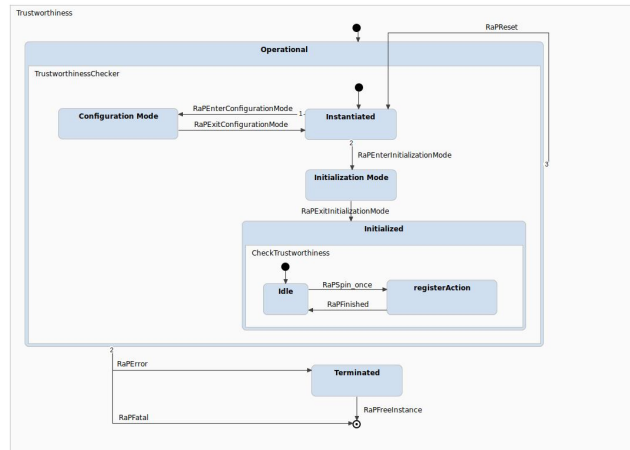 Trustworthiness
RaPReset
Operational
TrustworthinessChecker
RaPEnterConfigurationMode
Configuration Mode
1
Instantiated
RaPExitConfigurationMode
2
RaPEnterInitializationMode
3
Initialization Mode
RaPExitInitializationMode
Initialized
CheckTrustworthiness
RaPSpin_once
Idle
registerAction
RaPFinished
2
RaPError
Terminated
RaPFreeInstance
RaPFatal